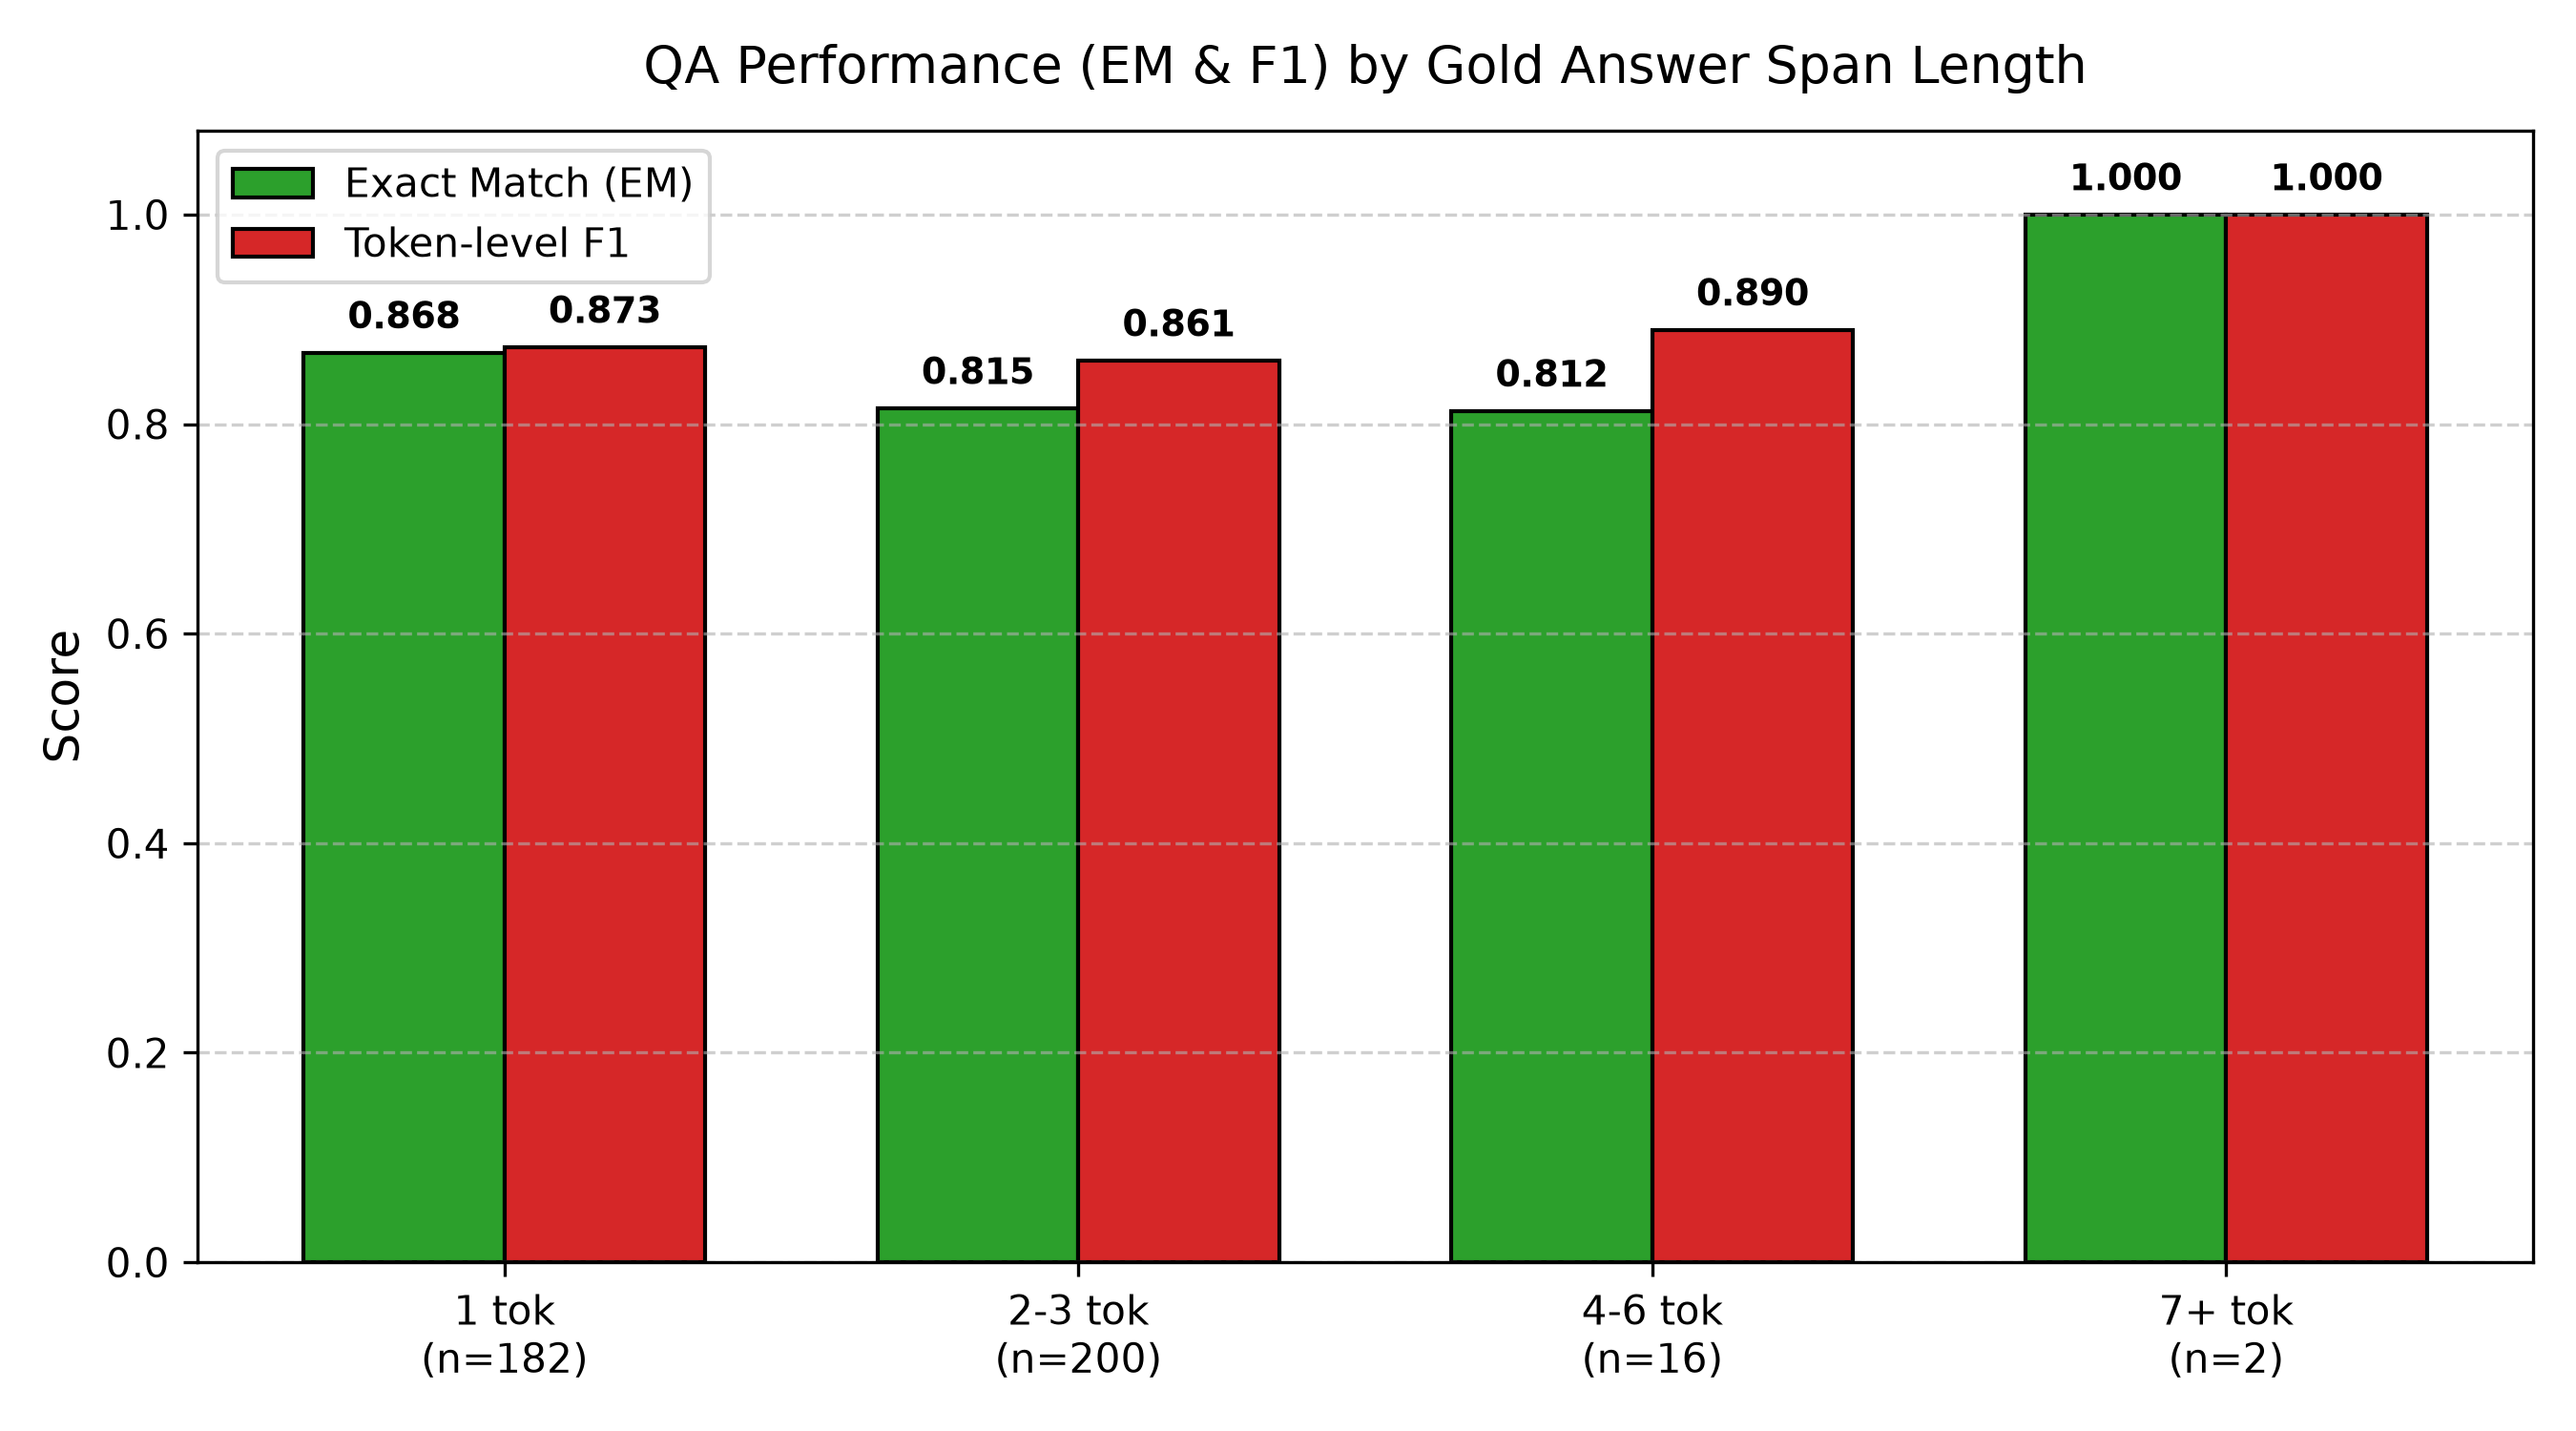 QA Performance (EM & F1) by Gold Answer Span Length
Exact Match (EM)
Token-level F1
Score
1.0
0.8
0.6
0.4
0.2
0.0
0.868
0.873
0.815
0.861
0.812
0.890
1.000
1.000
1 tok
(n=182)
2-3 tok
(n=200)
4-6 tok
(n=16)
7+ tok
(n=2)